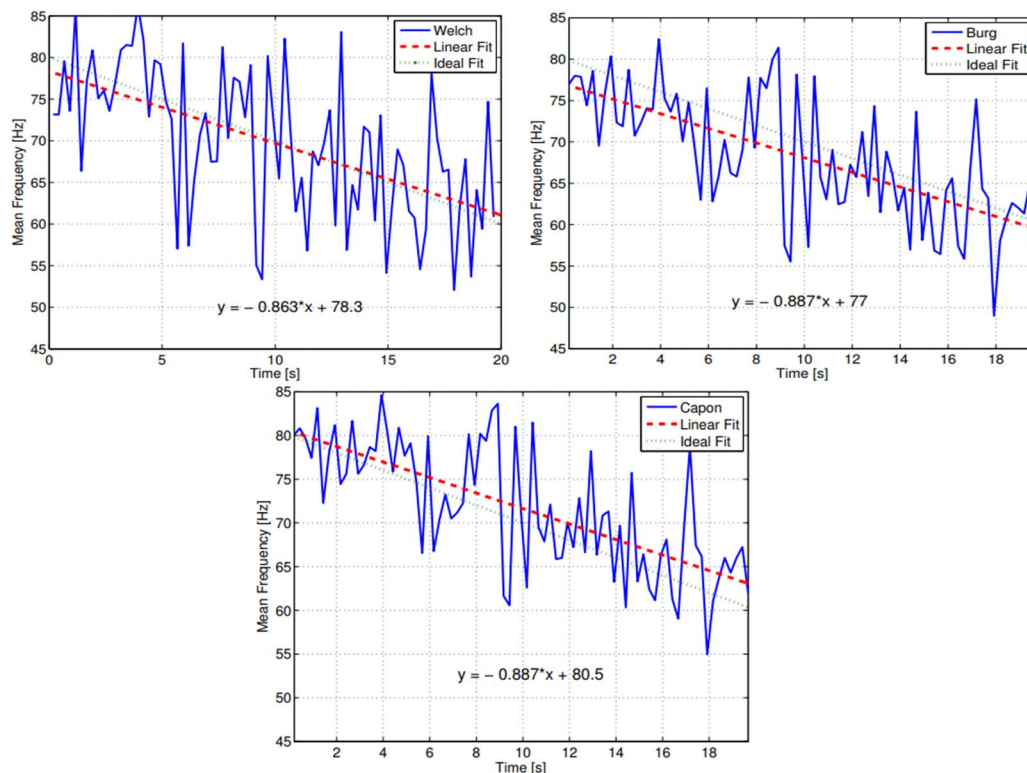 85
80
75
70
65
60
55
50
45
Mean Frequency [Hz]
0
5
10
15
20
Time [s]
Welch
Linear Fit
Ideal Fit
y = − 0.863*x + 78.3
85
80
75
70
65
60
55
50
45
Mean Frequency [Hz]
2
4
6
8
10
12
14
16
18
Time [s]
Burg
Linear Fit
Ideal Fit
y = − 0.887*x + 77
85
80
75
70
65
60
55
50
45
Mean Frequency [Hz]
2
4
6
8
10
12
14
16
18
Time [s]
Capon
Linear Fit
Ideal Fit
y = − 0.887*x + 80.5